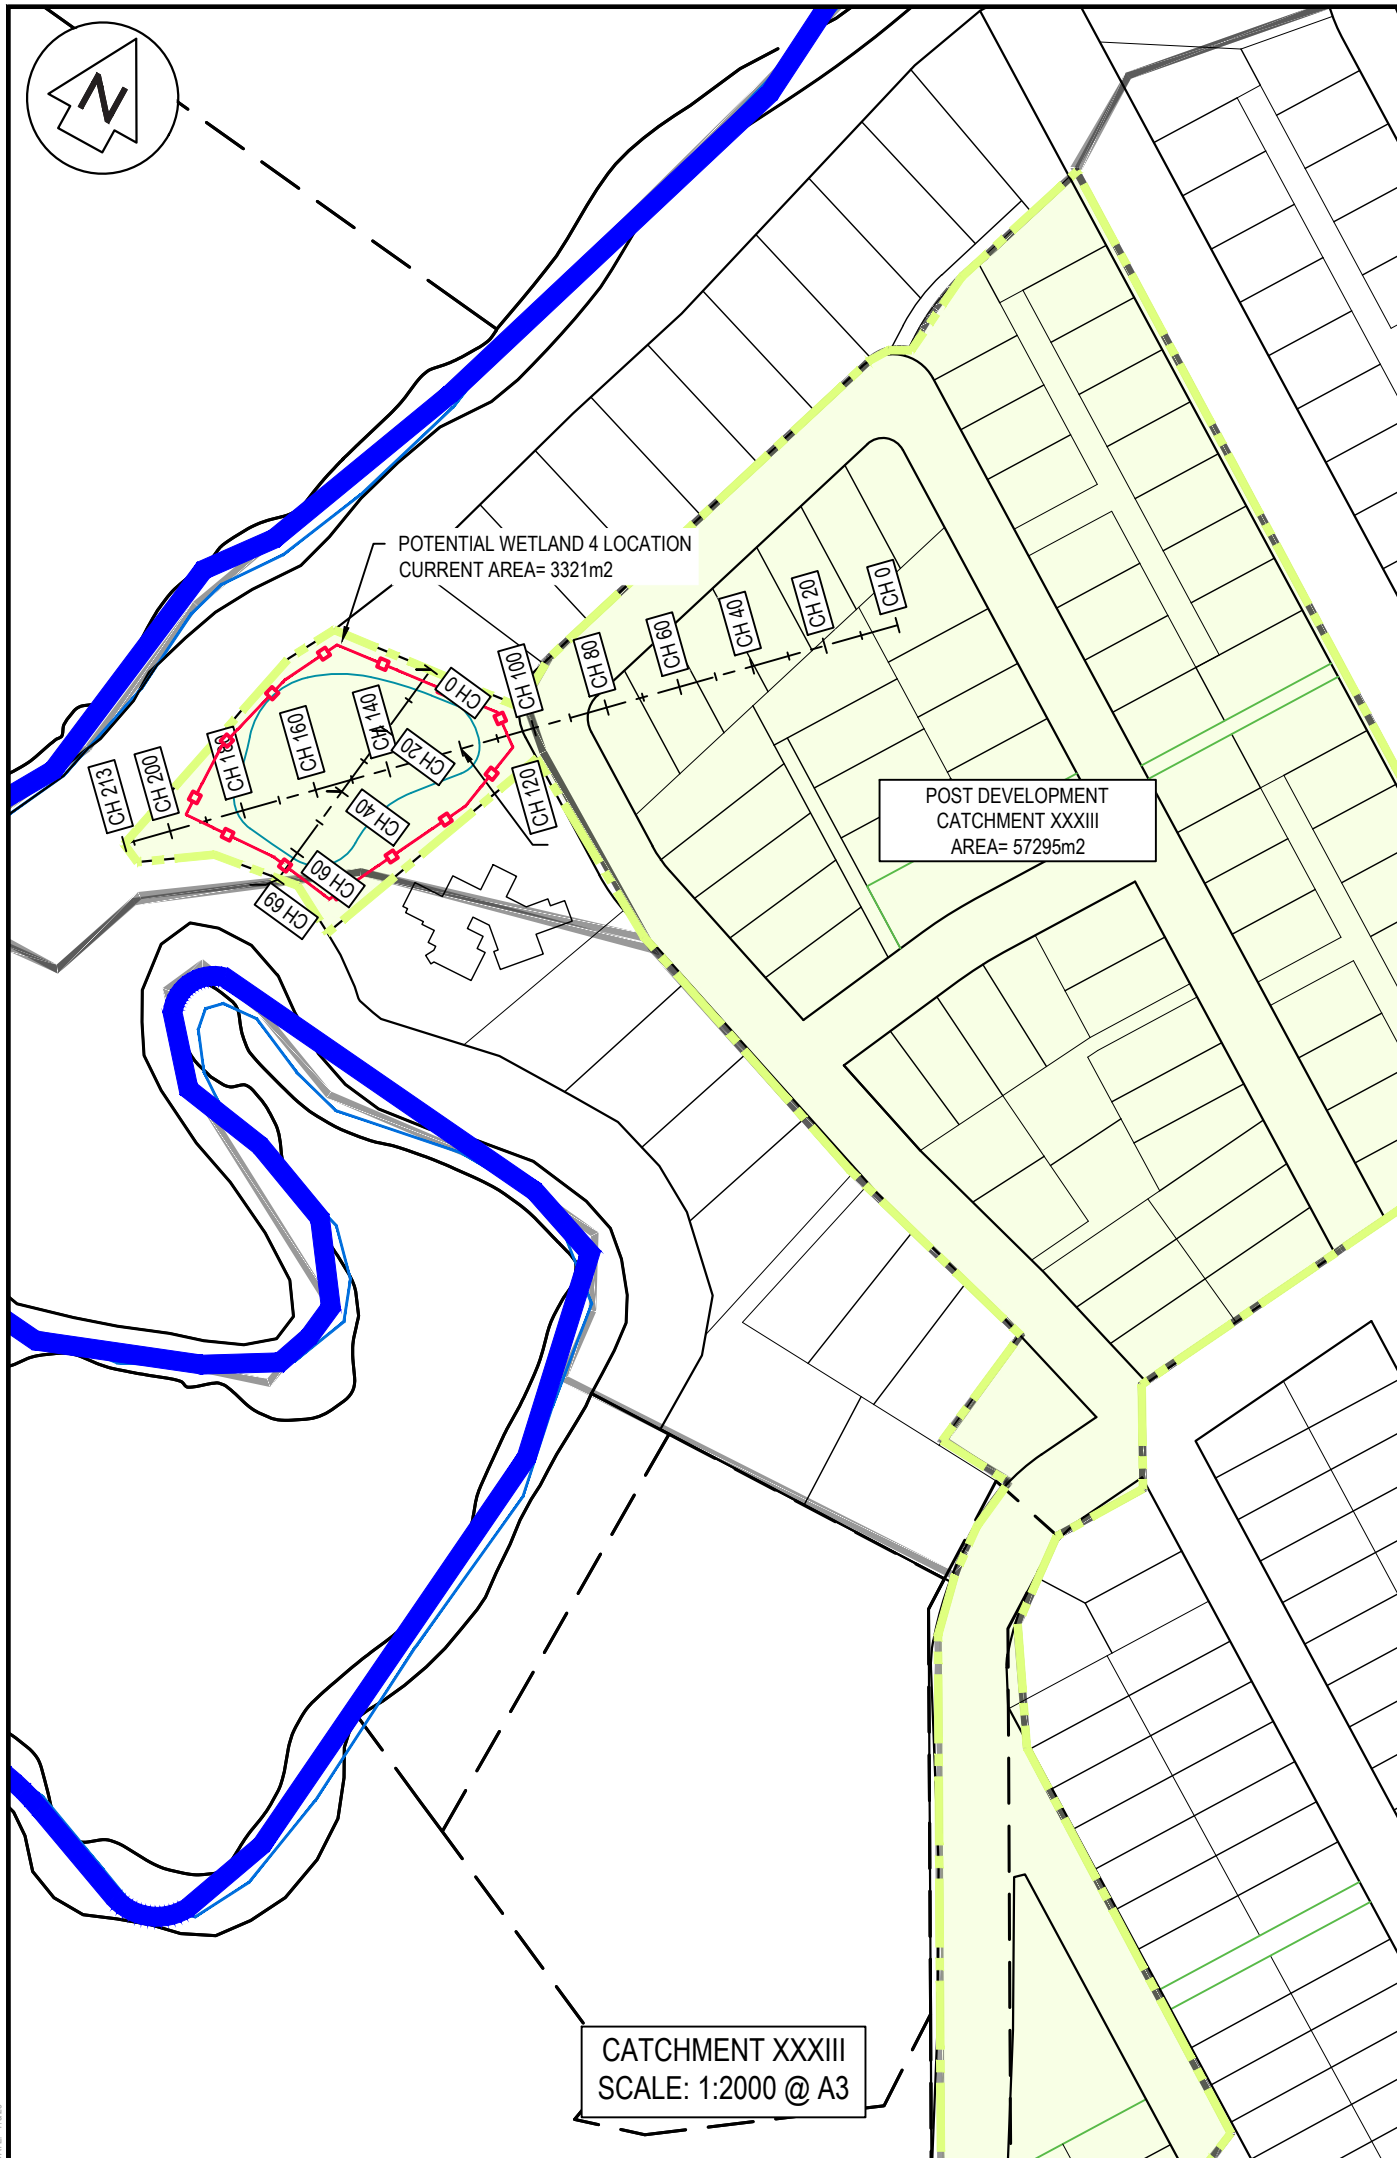 N
POTENTIAL WETLAND 4 LOCATION
CURRENT AREA= 3321m2
CH 0
CH 20
CH 40
CH 60
CH 80
CH 100
CH 120
CH 140
CH 160
CH 200
CH 213
CH 0
CH 20
CH 40
CH 60
CH 69
POST DEVELOPMENT
CATCHMENT XXXIII
AREA= 57295m2
CATCHMENT XXXIII
SCALE: 1:2000 @ A3